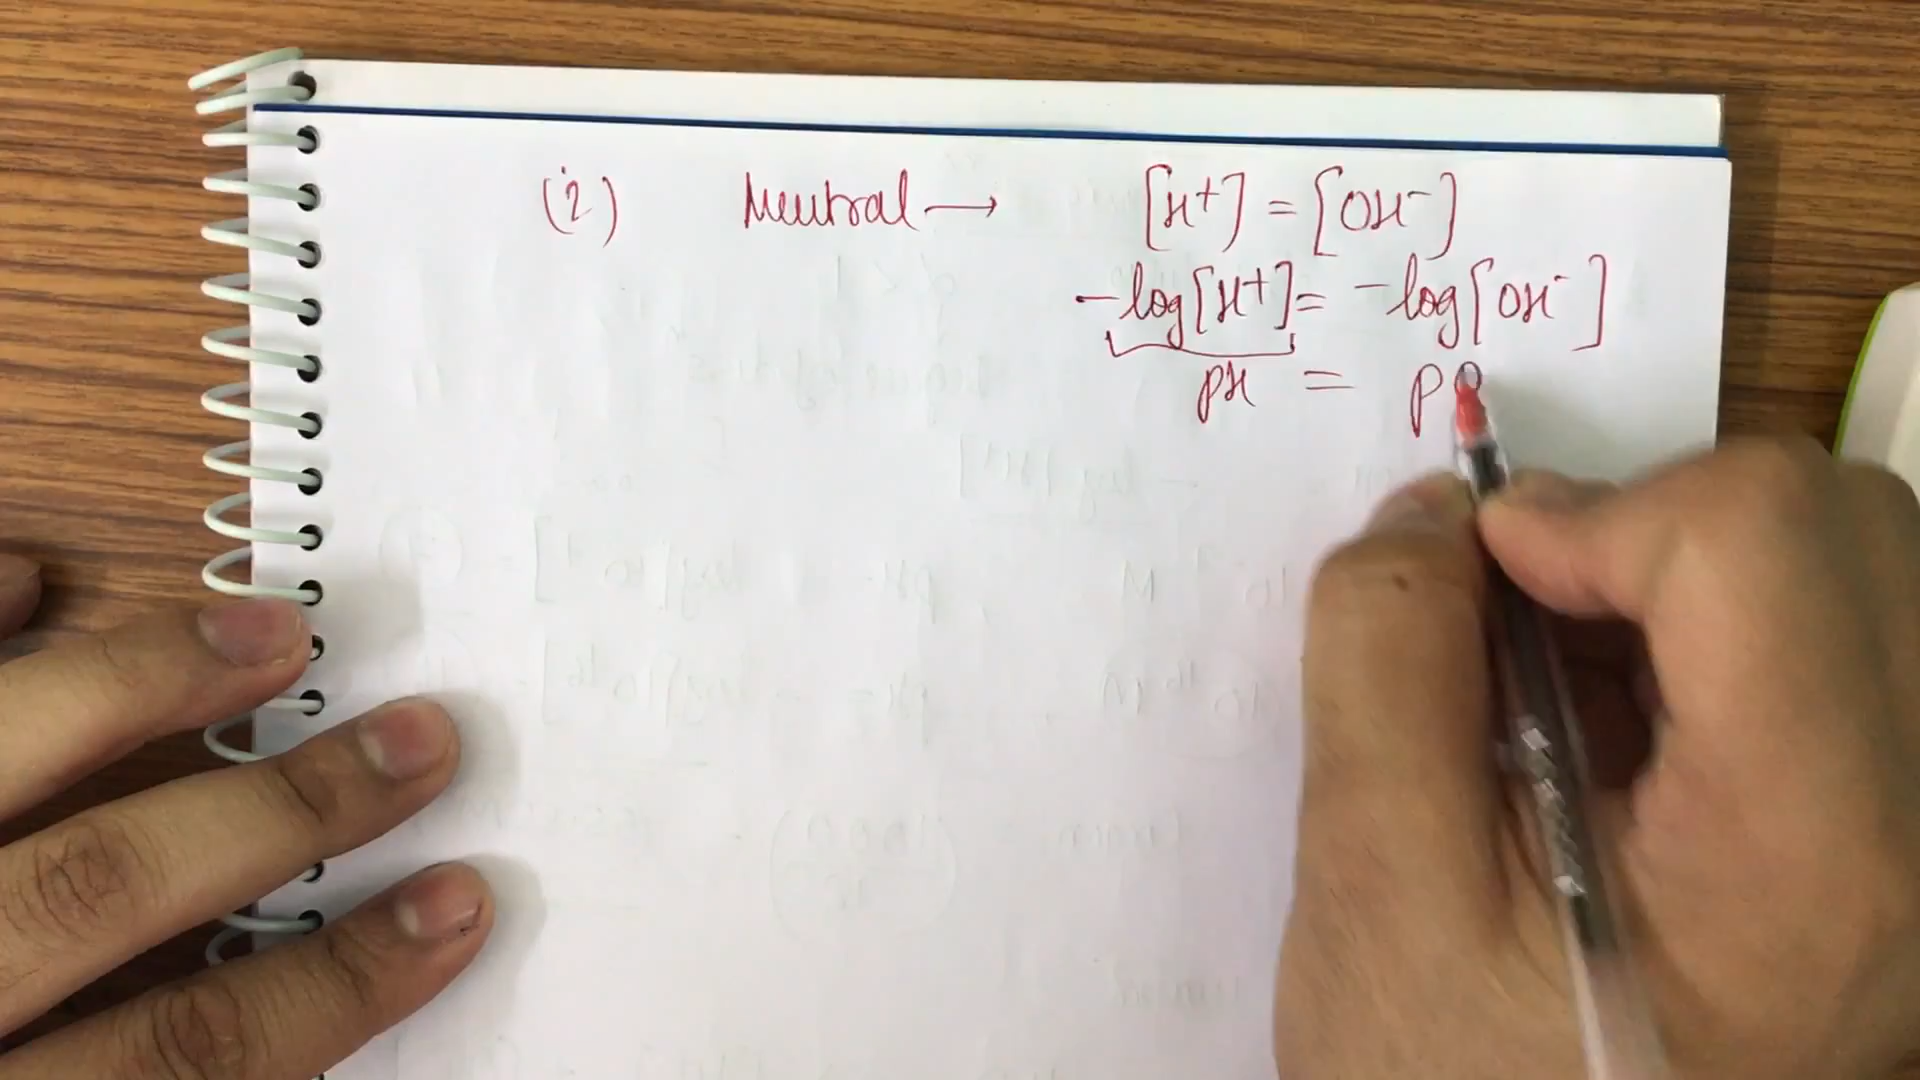 (i) Neutral → [H+] = [OH-]
-log[H+] = -log[OH-]
pH = pO